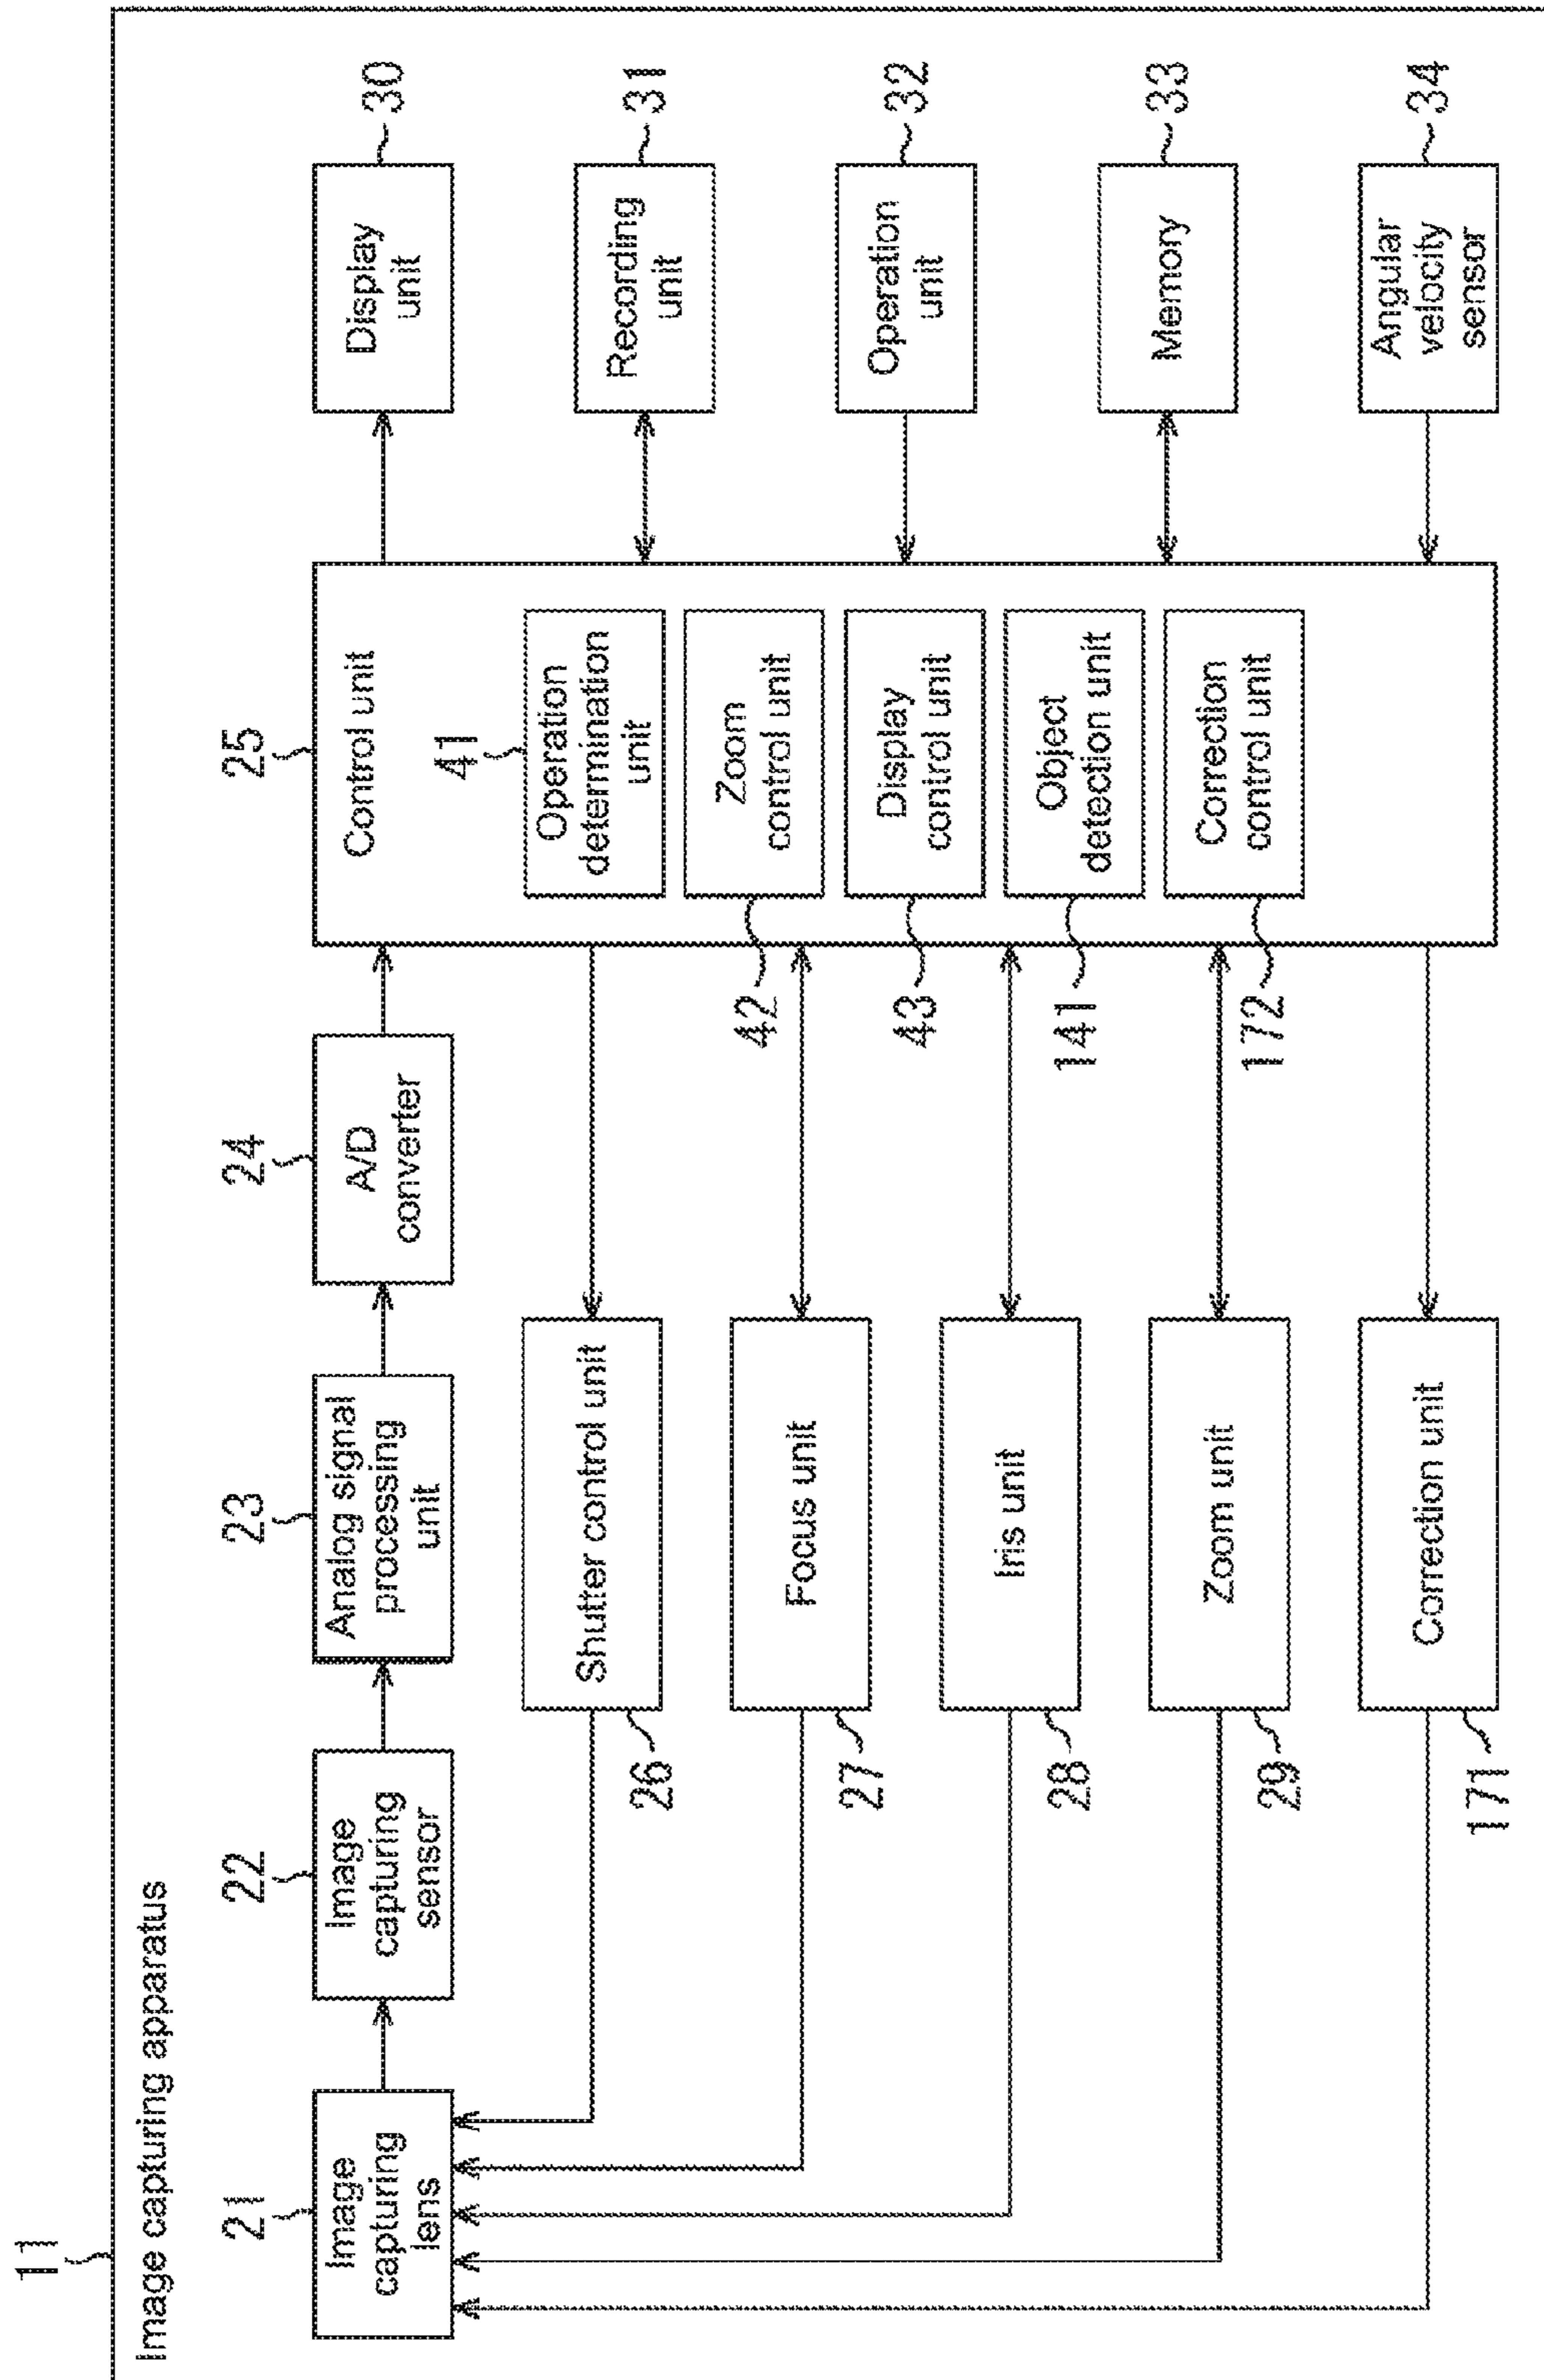 11
Image capturing apparatus
21
Image
capturing
lens
22
Image
capturing
sensor
23
Analog signal
processing
unit
24
A/D
converter
25
Control unit
41
Operation
determination
unit
42
Zoom
control unit
43
Display
control unit
141
Object
detection unit
172
Correction
control unit
26
Shutter control unit
27
Focus unit
28
Iris unit
29
Zoom unit
171
Correction unit
30
Display
unit
31
Recording
unit
32
Operation
unit
33
Memory
34
Angular
velocity
sensor